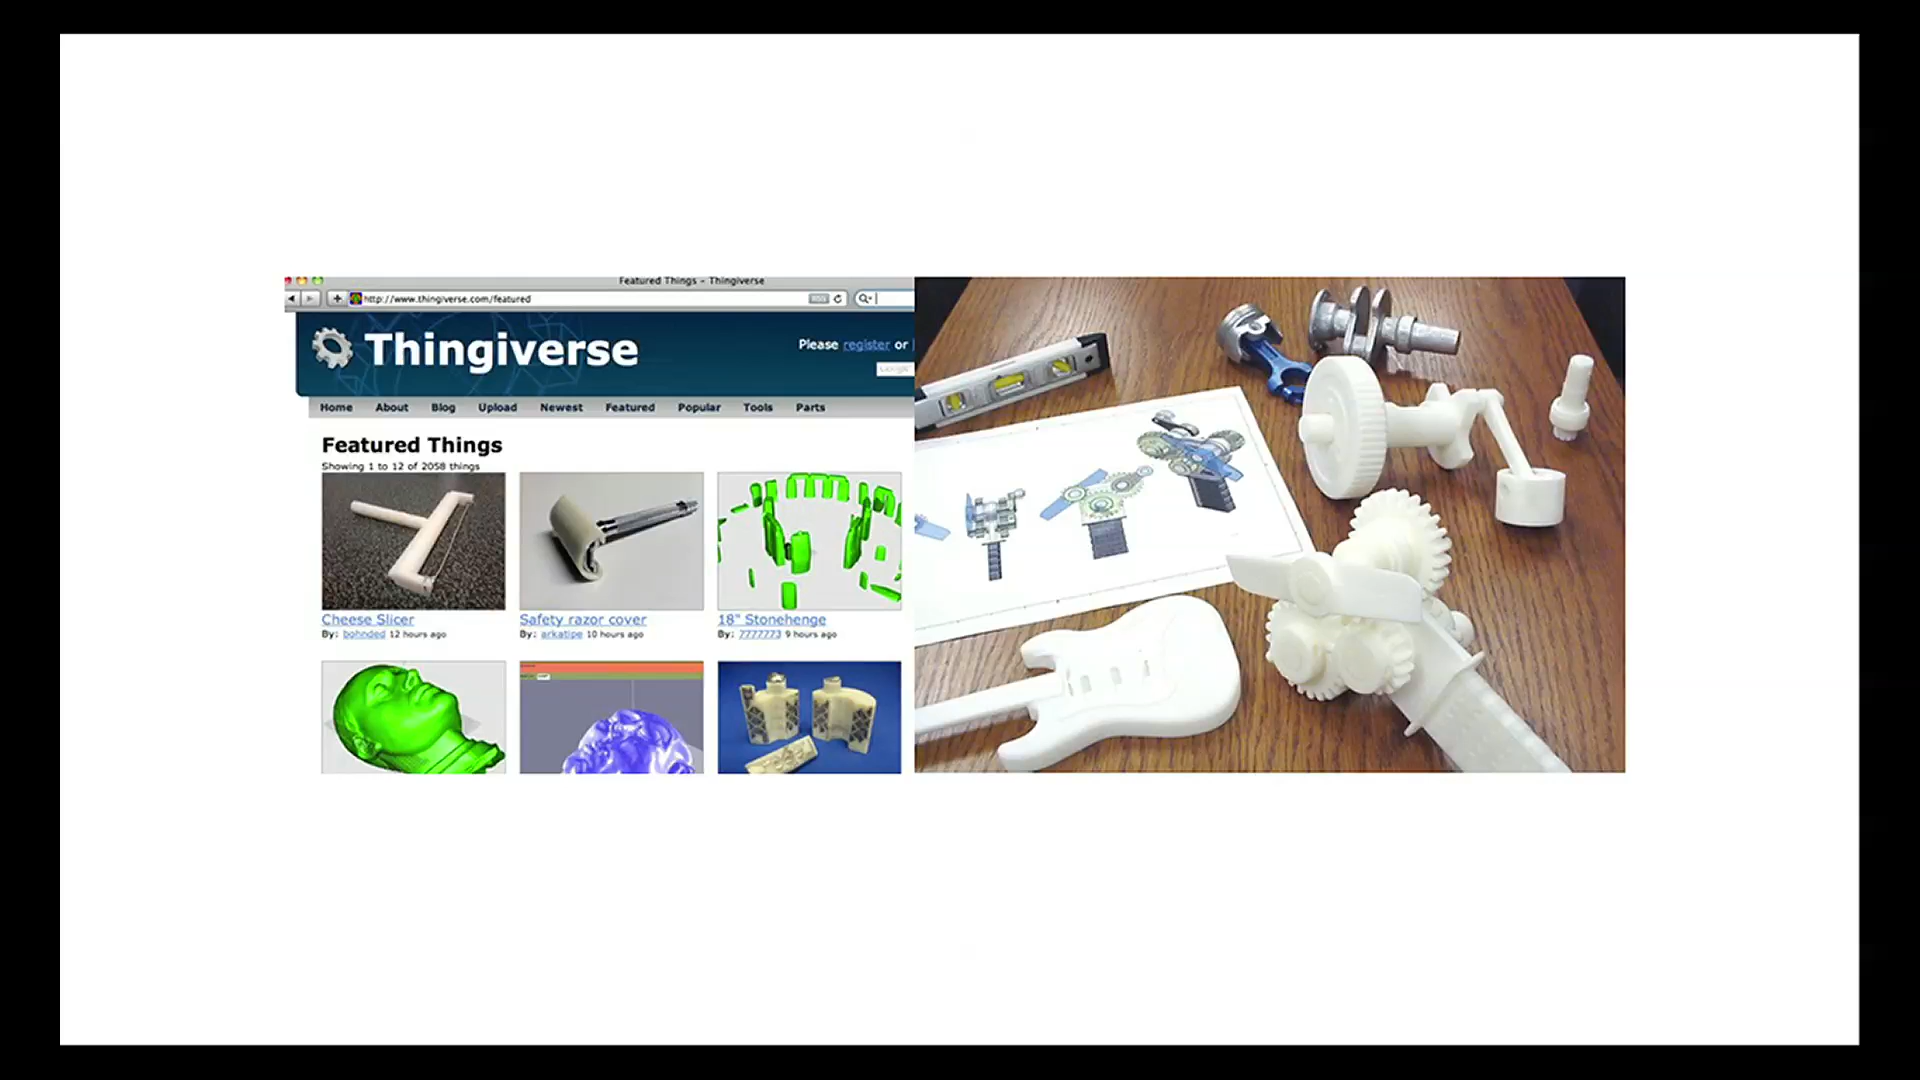 Featured Things - Thingiverse
http://www.thingiverse.com/featured
RSS
Thingiverse
Please register or
Google
Home About Blog Upload Newest Featured Popular Tools Parts
Featured Things
Showing 1 to 12 of 2058 things
Cheese Slicer
By: bohnded 12 hours ago
Safety razor cover
By: arkatipe 10 hours ago
18" Stonehenge
By: 7777773 9 hours ago